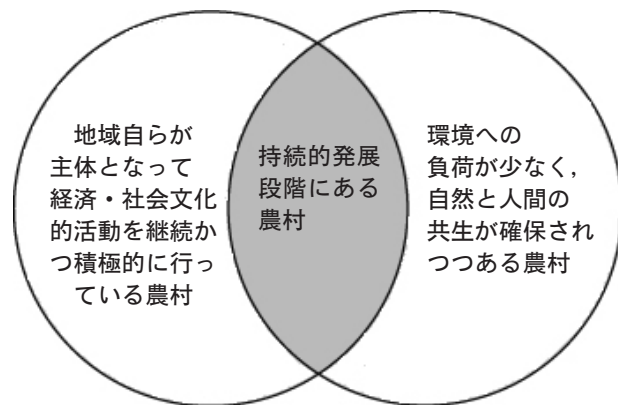 地域自らが
主体となって
経済・社会文化
的活動を継続か
つ積極的に行っ
ている農村
持続的発展
段階にある
農村
環境への
負荷が少なく，
自然と人間の
共生が確保され
つつある農村